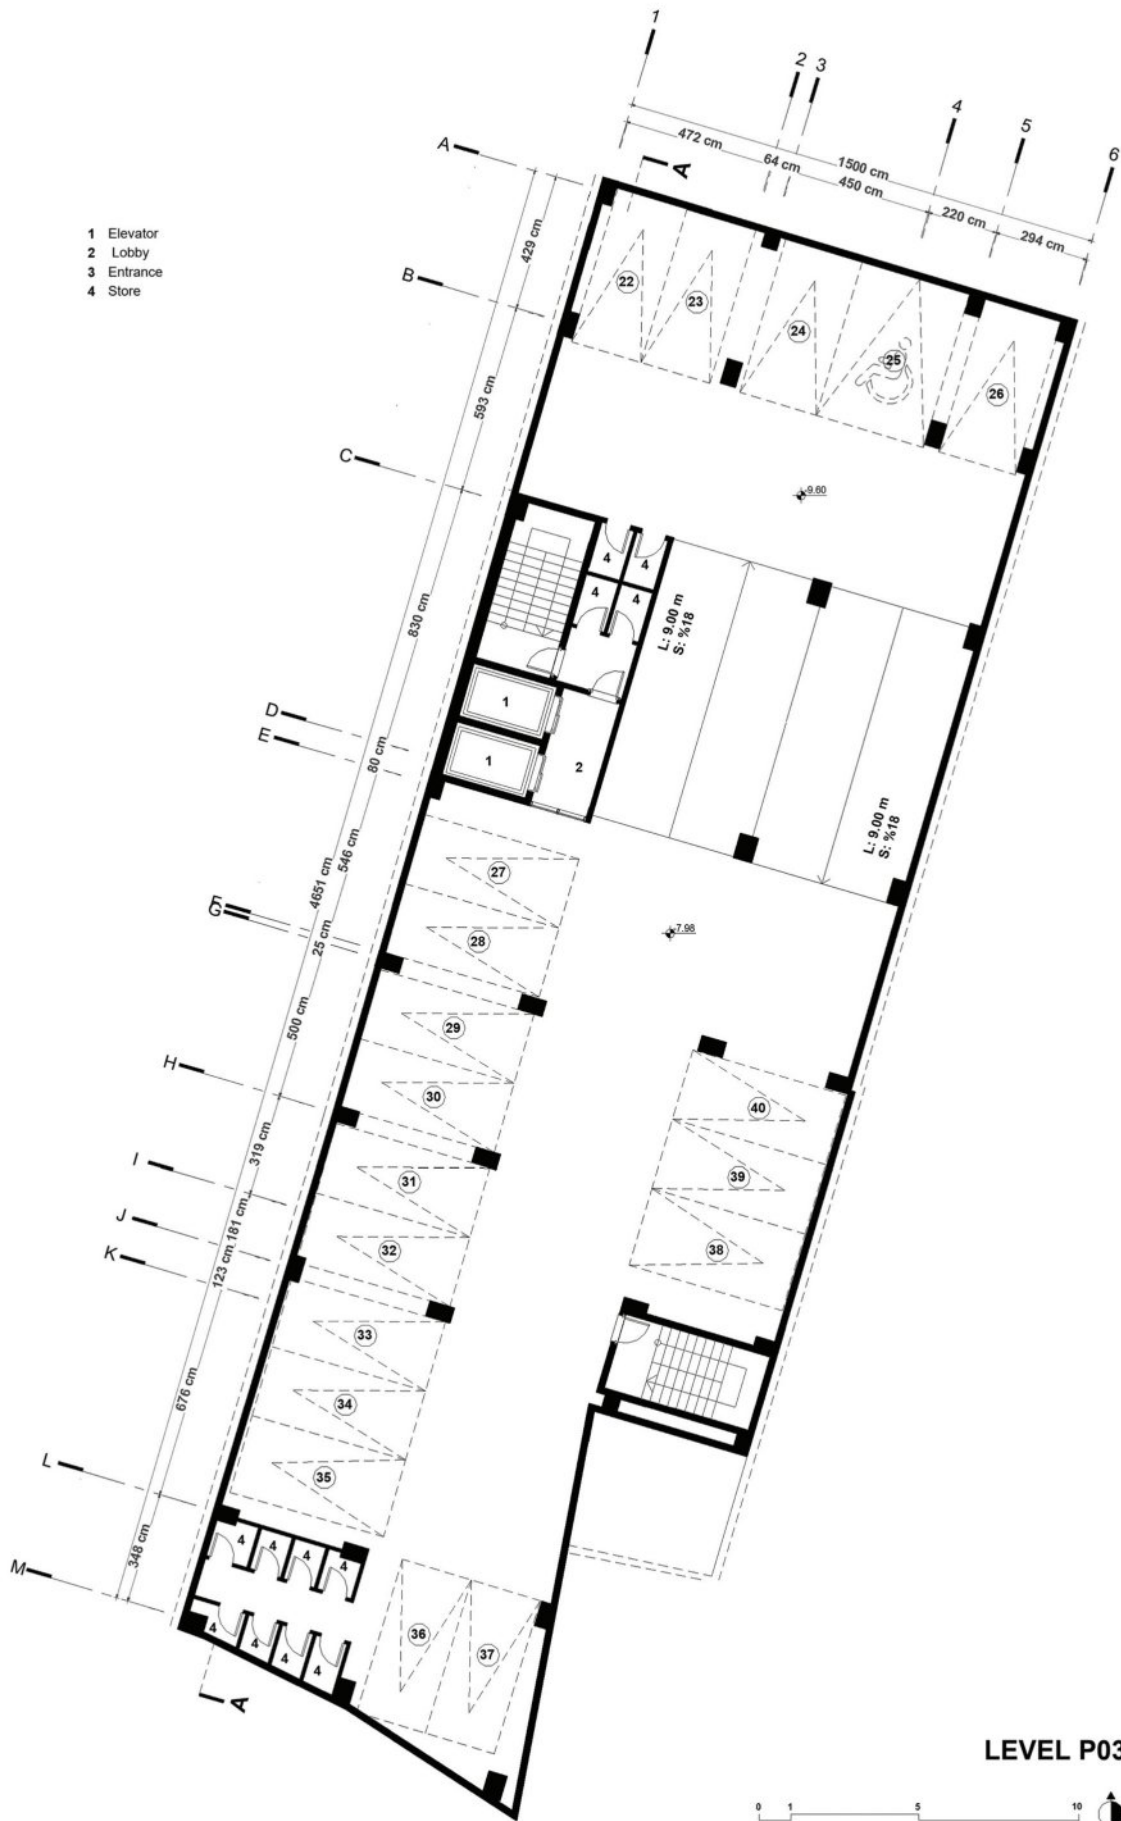 1
2
3
4
5
6
472 cm
64 cm
1500 cm
450 cm
220 cm
294 cm
A
A
1 Elevator
2 Lobby
3 Entrance
4 Store
429 cm
B
22
23
24
25
26
593 cm
C
-9.60
4
4
4
4
830 cm
L: 9.00 m
S: %18
1
D
E
80 cm
1
2
L: 9.00 m
S: %18
546 cm
4651 cm
27
F
G
25 cm
28
-7.98
500 cm
29
H
30
40
319 cm
31
39
I
181 cm
J
32
38
123 cm
K
33
676 cm
34
L
35
348 cm
4
4
4
4
M
4
4
4
4
36
37
A
LEVEL P03
0 1 5 10